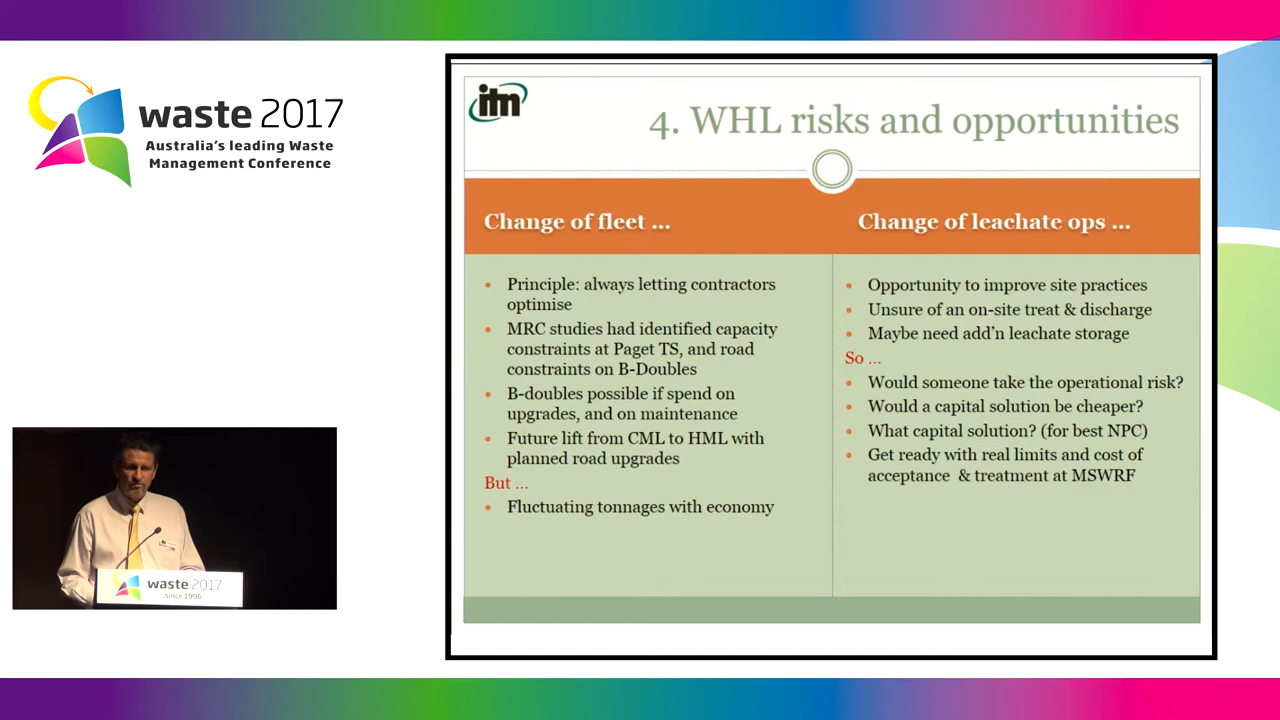 waste 2017
Australia's leading Waste
Management Conference
itm
4. WHL risks and opportunities
Change of fleet ...
• Principle: always letting contractors
optimise
• MRC studies had identified capacity
constraints at Paget TS, and road
constraints on B-Doubles
• B-doubles possible if spend on
upgrades, and on maintenance
• Future lift from CML to HML with
planned road upgrades
But ...
• Fluctuating tonnages with economy
Change of leachate ops ...
• Opportunity to improve site practices
• Unsure of an on-site treat & discharge
• Maybe need add'n leachate storage
So ...
• Would someone take the operational risk?
• Would a capital solution be cheaper?
• What capital solution? (for best NPC)
• Get ready with real limits and cost of
acceptance & treatment at MSWRF
waste 2017
since 1996